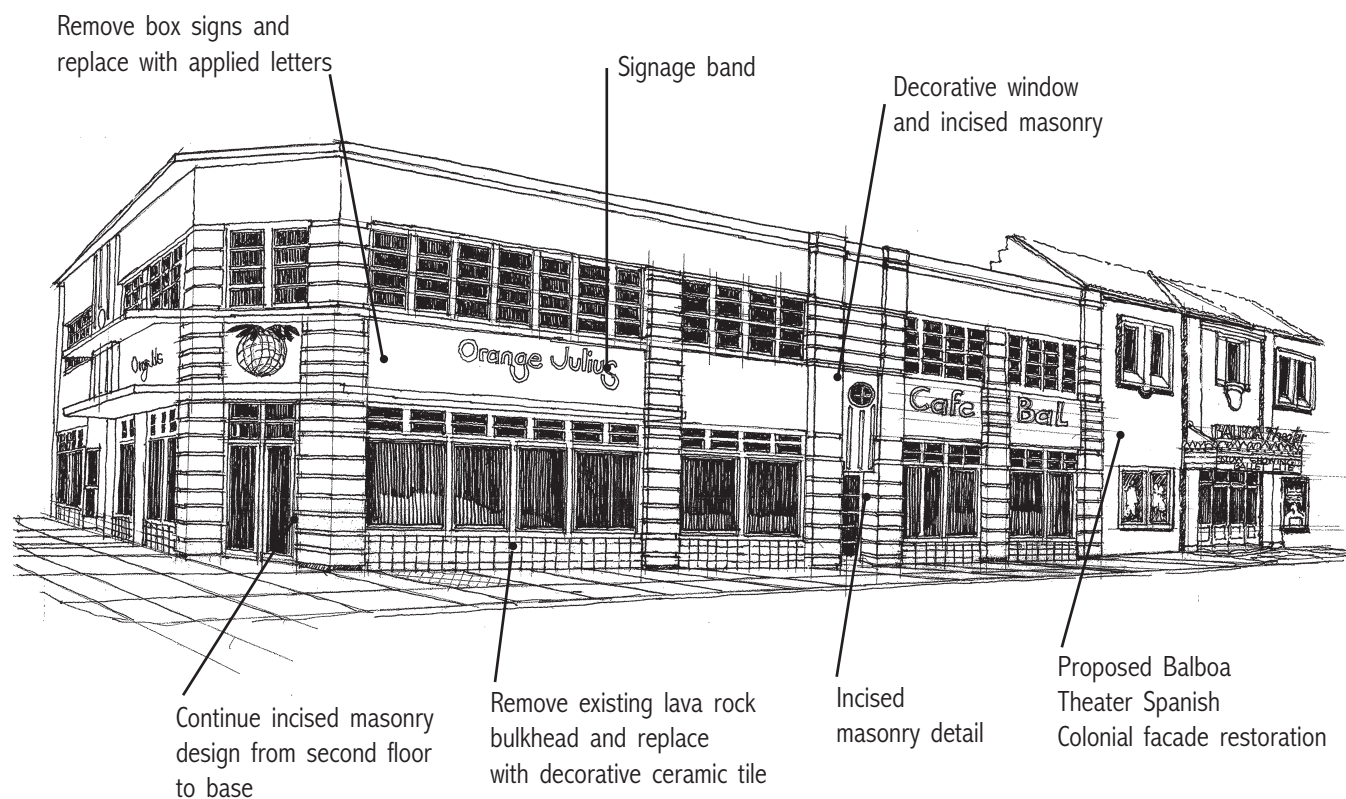 Remove box signs and
replace with applied letters
Signage band
Decorative window
and incised masonry
Orange Julius
Cafe
Bal
Continue incised masonry
design from second floor
to base
Remove existing lava rock
bulkhead and replace
with decorative ceramic tile
Incised
masonry detail
Proposed Balboa
Theater Spanish
Colonial facade restoration